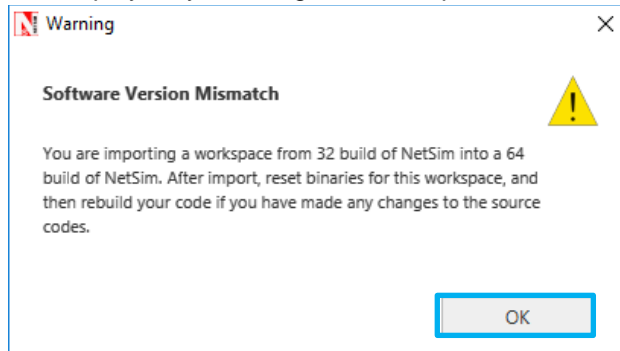 Warning
Software Version Mismatch
You are importing a workspace from 32 build of NetSim into a 64
build of NetSim. After import, reset binaries for this workspace, and
then rebuild your code if you have made any changes to the source
codes.
OK